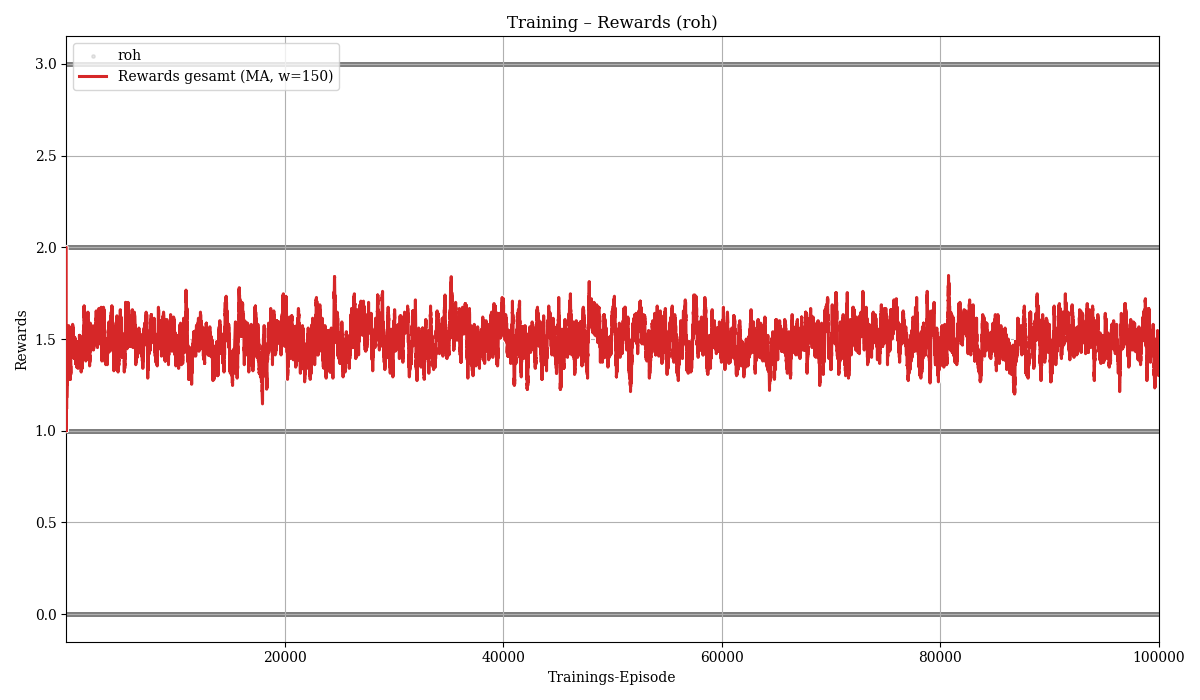 Training – Rewards (roh)
roh
Rewards gesamt (MA, w=150)
3.0
2.5
2.0
1.5
1.0
0.5
0.0
Rewards
20000
40000
60000
80000
100000
Trainings-Episode